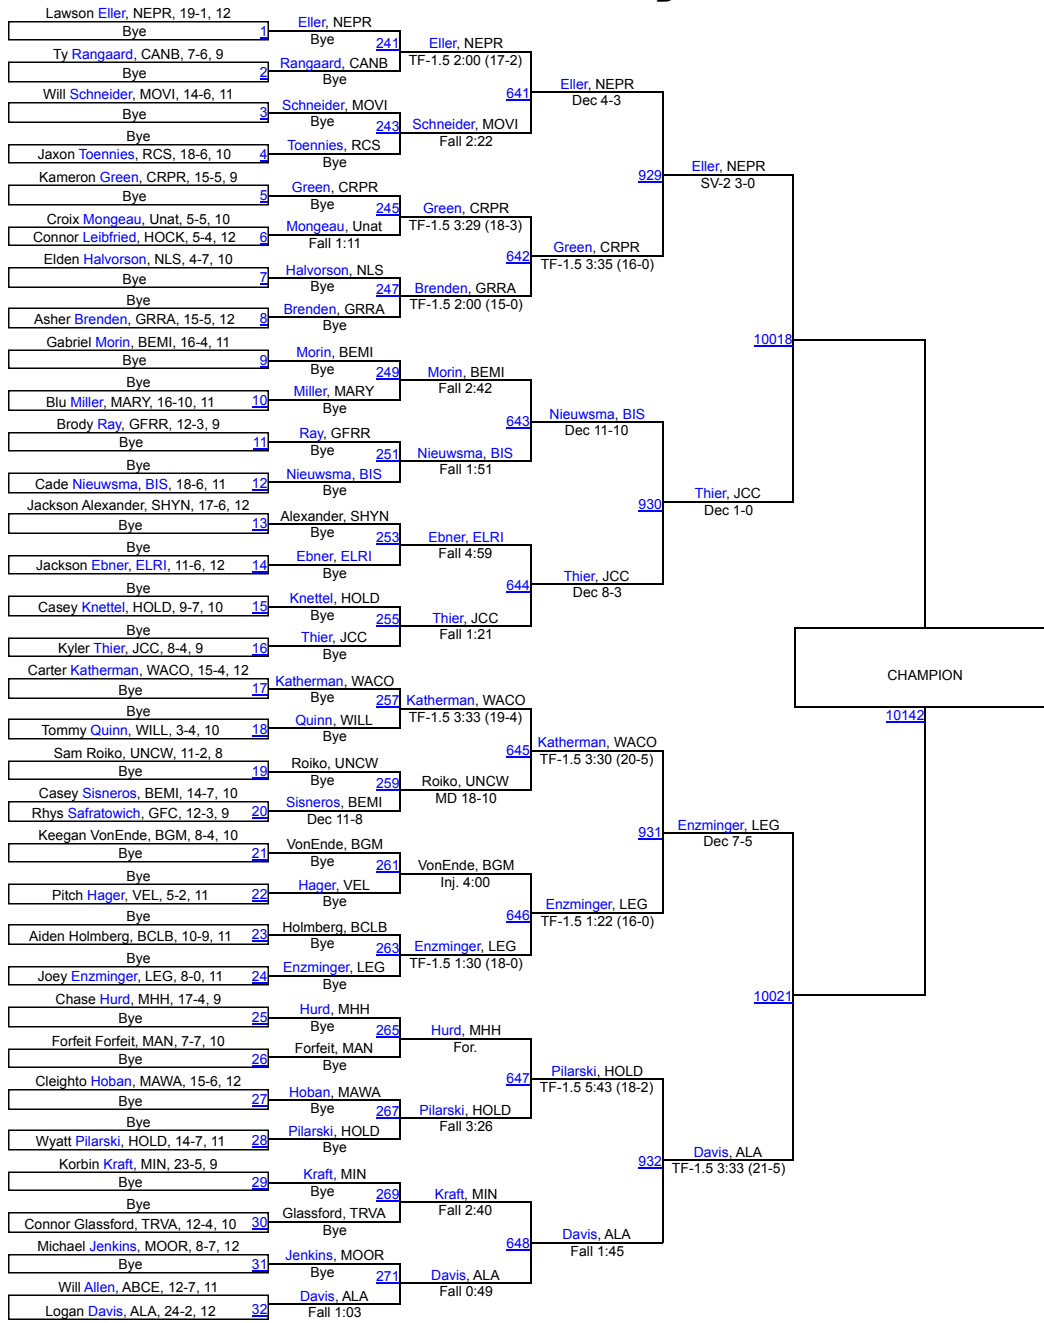 Lawson Eller, NEPR, 19-1, 12
Bye
1
Ty Rangaard, CANB, 7-6, 9
Bye
2
Will Schneider, MOVI, 14-6, 11
Bye
3
Bye
Jaxon Toennies, RCS, 18-6, 10
4
Kameron Green, CRPR, 15-5, 9
Bye
5
Croix Mongeau, Unat, 5-5, 10
Connor Leibfried, HOCK, 5-4, 12
6
Elden Halvorson, NLS, 4-7, 10
Bye
7
Bye
Asher Brenden, GRRA, 15-5, 12
8
Gabriel Morin, BEMI, 16-4, 11
Bye
9
Bye
Blu Miller, MARY, 16-10, 11
10
Brody Ray, GFRR, 12-3, 9
Bye
11
Bye
Cade Nieuwsma, BIS, 18-6, 11
12
Jackson Alexander, SHYN, 17-6, 12
Bye
13
Bye
Jackson Ebner, ELRI, 11-6, 12
14
Bye
Casey Knettel, HOLD, 9-7, 10
15
Bye
Kyler Thier, JCC, 8-4, 9
16
Carter Katherman, WACO, 15-4, 12
Bye
17
Bye
Tommy Quinn, WILL, 3-4, 10
18
Sam Roiko, UNCW, 11-2, 8
Bye
19
Casey Sisneros, BEMI, 14-7, 10
Rhys Safratowich, GFC, 12-3, 9
20
Keegan VonEnde, BGM, 8-4, 10
Bye
21
Bye
Pitch Hager, VEL, 5-2, 11
22
Bye
Aiden Holmberg, BCLB, 10-9, 11
23
Bye
Joey Enzminger, LEG, 8-0, 11
24
Chase Hurd, MHH, 17-4, 9
Bye
25
Forfeit Forfeit, MAN, 7-7, 10
Bye
26
Cleighto Hoban, MAWA, 15-6, 12
Bye
27
Bye
Wyatt Pilarski, HOLD, 14-7, 11
28
Korbin Kraft, MIN, 23-5, 9
Bye
29
Bye
Connor Glassford, TRVA, 12-4, 10
30
Michael Jenkins, MOOR, 8-7, 12
Bye
31
Will Allen, ABCE, 12-7, 11
Logan Davis, ALA, 24-2, 12
32
Eller, NEPR
Bye
241
Rangaard, CANB
Bye
Schneider, MOVI
Bye
243
Toennies, RCS
Bye
Green, CRPR
Bye
245
Mongeau, Unat
Fall 1:11
Halvorson, NLS
Bye
247
Brenden, GRRA
Bye
Morin, BEMI
Bye
249
Miller, MARY
Bye
Ray, GFRR
Bye
251
Nieuwsma, BIS
Bye
Alexander, SHYN
Bye
253
Ebner, ELRI
Bye
Knettel, HOLD
Bye
255
Thier, JCC
Bye
Katherman, WACO
Bye
257
Quinn, WILL
Bye
Roiko, UNCW
Bye
259
Sisneros, BEMI
Dec 11-8
VonEnde, BGM
Bye
261
Hager, VEL
Bye
Holmberg, BCLB
Bye
263
Enzminger, LEG
Bye
Hurd, MHH
Bye
265
Forfeit, MAN
Bye
Hoban, MAWA
Bye
267
Pilarski, HOLD
Bye
Kraft, MIN
Bye
269
Glassford, TRVA
Bye
Jenkins, MOOR
Bye
271
Davis, ALA
Fall 1:03
Eller, NEPR
TF-1.5 2:00 (17-2)
641
Schneider, MOVI
Fall 2:22
Green, CRPR
TF-1.5 3:29 (18-3)
642
Brenden, GRRA
TF-1.5 2:00 (15-0)
Morin, BEMI
Fall 2:42
643
Nieuwsma, BIS
Fall 1:51
Ebner, ELRI
Fall 4:59
644
Thier, JCC
Fall 1:21
Katherman, WACO
TF-1.5 3:33 (19-4)
645
Roiko, UNCW
MD 18-10
VonEnde, BGM
Inj. 4:00
646
Enzminger, LEG
TF-1.5 1:30 (18-0)
Hurd, MHH
For.
647
Pilarski, HOLD
Fall 3:26
Kraft, MIN
Fall 2:40
648
Davis, ALA
Fall 0:49
Eller, NEPR
Dec 4-3
929
Green, CRPR
TF-1.5 3:35 (16-0)
Nieuwsma, BIS
Dec 11-10
930
Thier, JCC
Dec 8-3
Katherman, WACO
TF-1.5 3:30 (20-5)
931
Enzminger, LEG
TF-1.5 1:22 (16-0)
Pilarski, HOLD
TF-1.5 5:43 (18-2)
932
Davis, ALA
Fall 1:45
Eller, NEPR
SV-2 3-0
10018
Thier, JCC
Dec 1-0
Enzminger, LEG
Dec 7-5
10021
Davis, ALA
TF-1.5 3:33 (21-5)
CHAMPION
10142